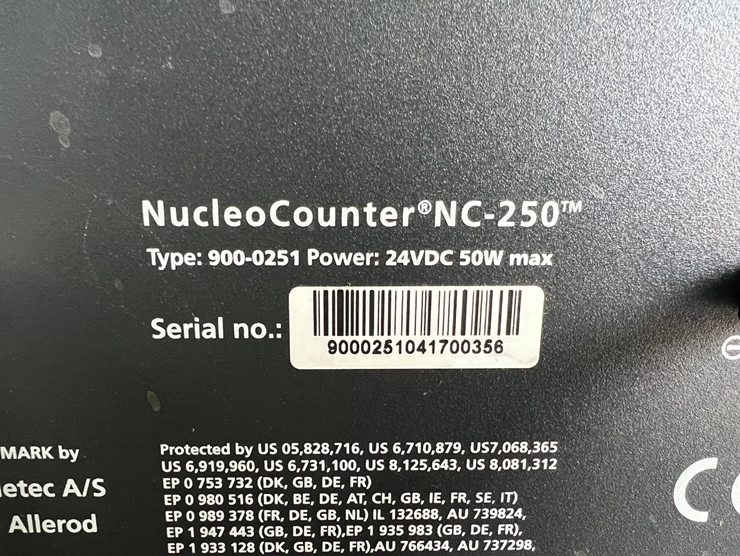 NucleoCounter®NC-250™
Type: 900-0251 Power: 24VDC 50W max
Serial no.:
9000251041700356
MARK by
etec A/S
Allerod
Protected by US 05,828,716, US 6,710,879, US7,068,365
US 6,919,960, US 6,731,100, US 8,125,643, US 8,081,312
EP 0 753 732 (DK, GB, DE, FR)
EP 0 980 516 (DK, BE, DE, AT, CH, GB, IE, FR, SE, IT)
EP 0 989 378 (FR, DE, GB, NL) IL 132688, AU 739824,
EP 1 947 443 (GB, DE, FR),EP 1 935 983 (GB, DE, FR),
EP 1 933 128 (DK, GB, DE, FR),AU 766434, AU 737298,